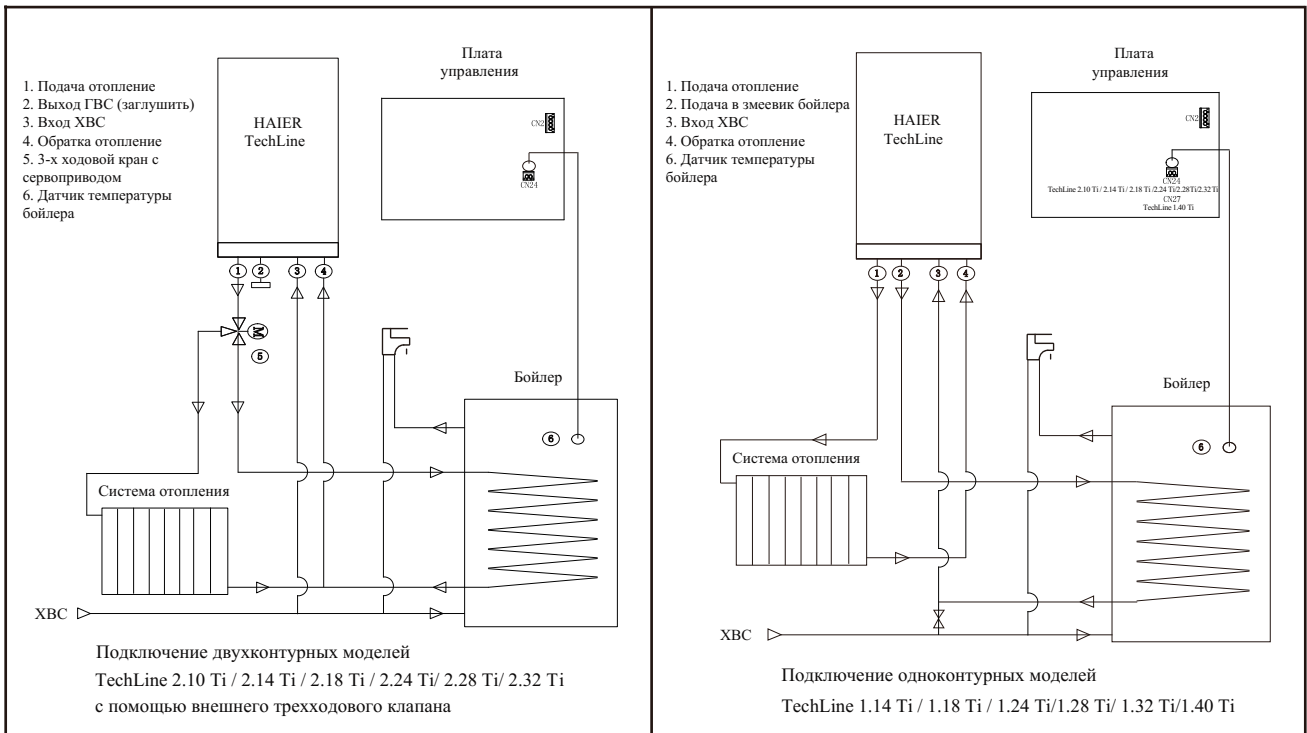 Плата
управления
1. Подача отопление
2. Выход ГВС (заглушить)
3. Вход ХВС
4. Обратка отопление
5. 3-х ходовой кран с
сервоприводом
6. Датчик температуры
бойлера
HAIER
TechLine
CN2
CN24
1
2
3
4
M
5
Бойлер
6
Система отопления
ХВС
Подключение двухконтурных моделей
TechLine 2.10 Ti / 2.14 Ti / 2.18 Ti / 2.24 Ti/ 2.28 Ti/ 2.32 Ti
с помощью внешнего трехходового клапана
Плата
управления
1. Подача отопление
2. Подача в змеевик бойлера
3. Вход ХВС
4. Обратка отопление
6. Датчик температуры
бойлера
HAIER
TechLine
CN2
CN24
TechLine 2.10 Ti / 2.14 Ti / 2.18 Ti /2.24 Ti/2.28Ti/2.32 Ti
CN27
TechLine 1.40 Ti
1
2
3
4
Бойлер
6
Система отопления
ХВС
Подключение одноконтурных моделей
TechLine 1.14 Ti / 1.18 Ti / 1.24 Ti/1.28 Ti/ 1.32 Ti/1.40 Ti